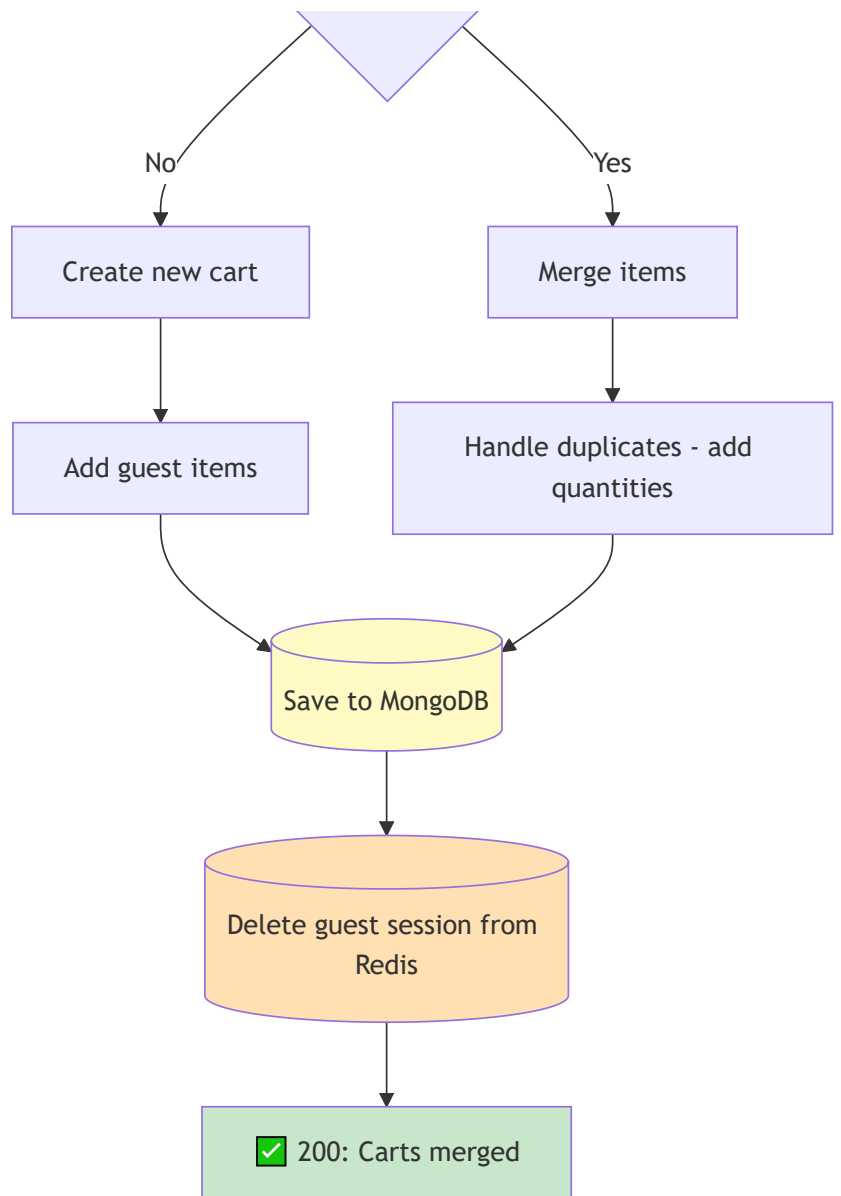 No
Yes
Create new cart
Merge items
Add guest items
Handle duplicates - add
quantities
Save to MongoDB
Delete guest session from
Redis
✅ 200: Carts merged